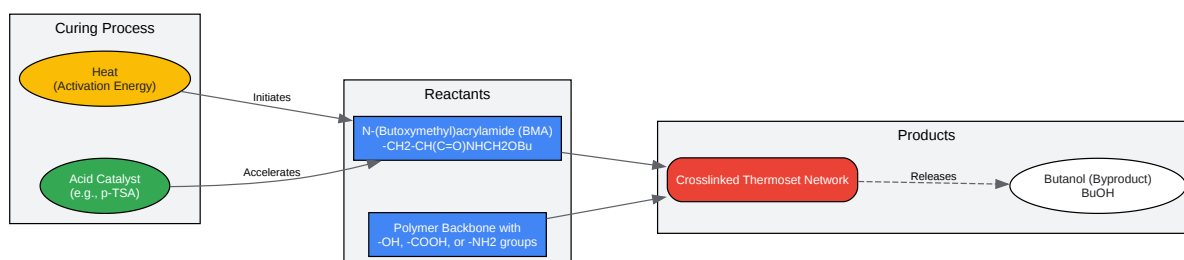 Curing Process
Heat
(Activation Energy)
Initiates
Acid Catalyst
(e.g., p-TSA)
Accelerates
Reactants
N-(Butoxymethyl)acrylamide (BMA)
-CH2-CH(C=O)NHCH2OBu
Polymer Backbone with
-OH, -COOH, or -NH2 groups
Products
Crosslinked Thermoset Network
Releases
Butanol (Byproduct)
BuOH